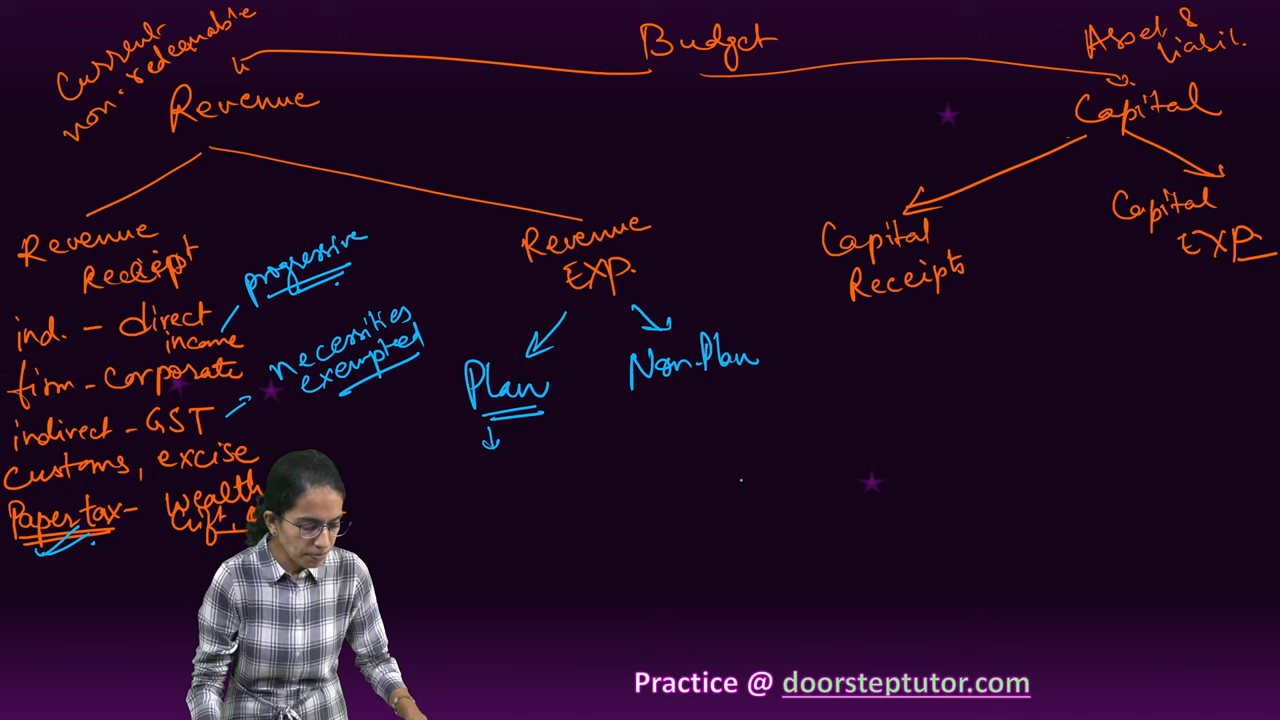 Budget
Current
non-redeemable
Revenue
Asset &
Liabil.
Capital
Revenue
Receipt
Revenue
EXP.
Capital
Receipts
Capital
EXP.
ind. - direct
income
progressive
firm - corporate
indirect - GST
necessities
exempted
Customs, excise
Paper tax - Wealth
Gift,
Plan
Non-Plan
Practice @ doorsteptutor.com